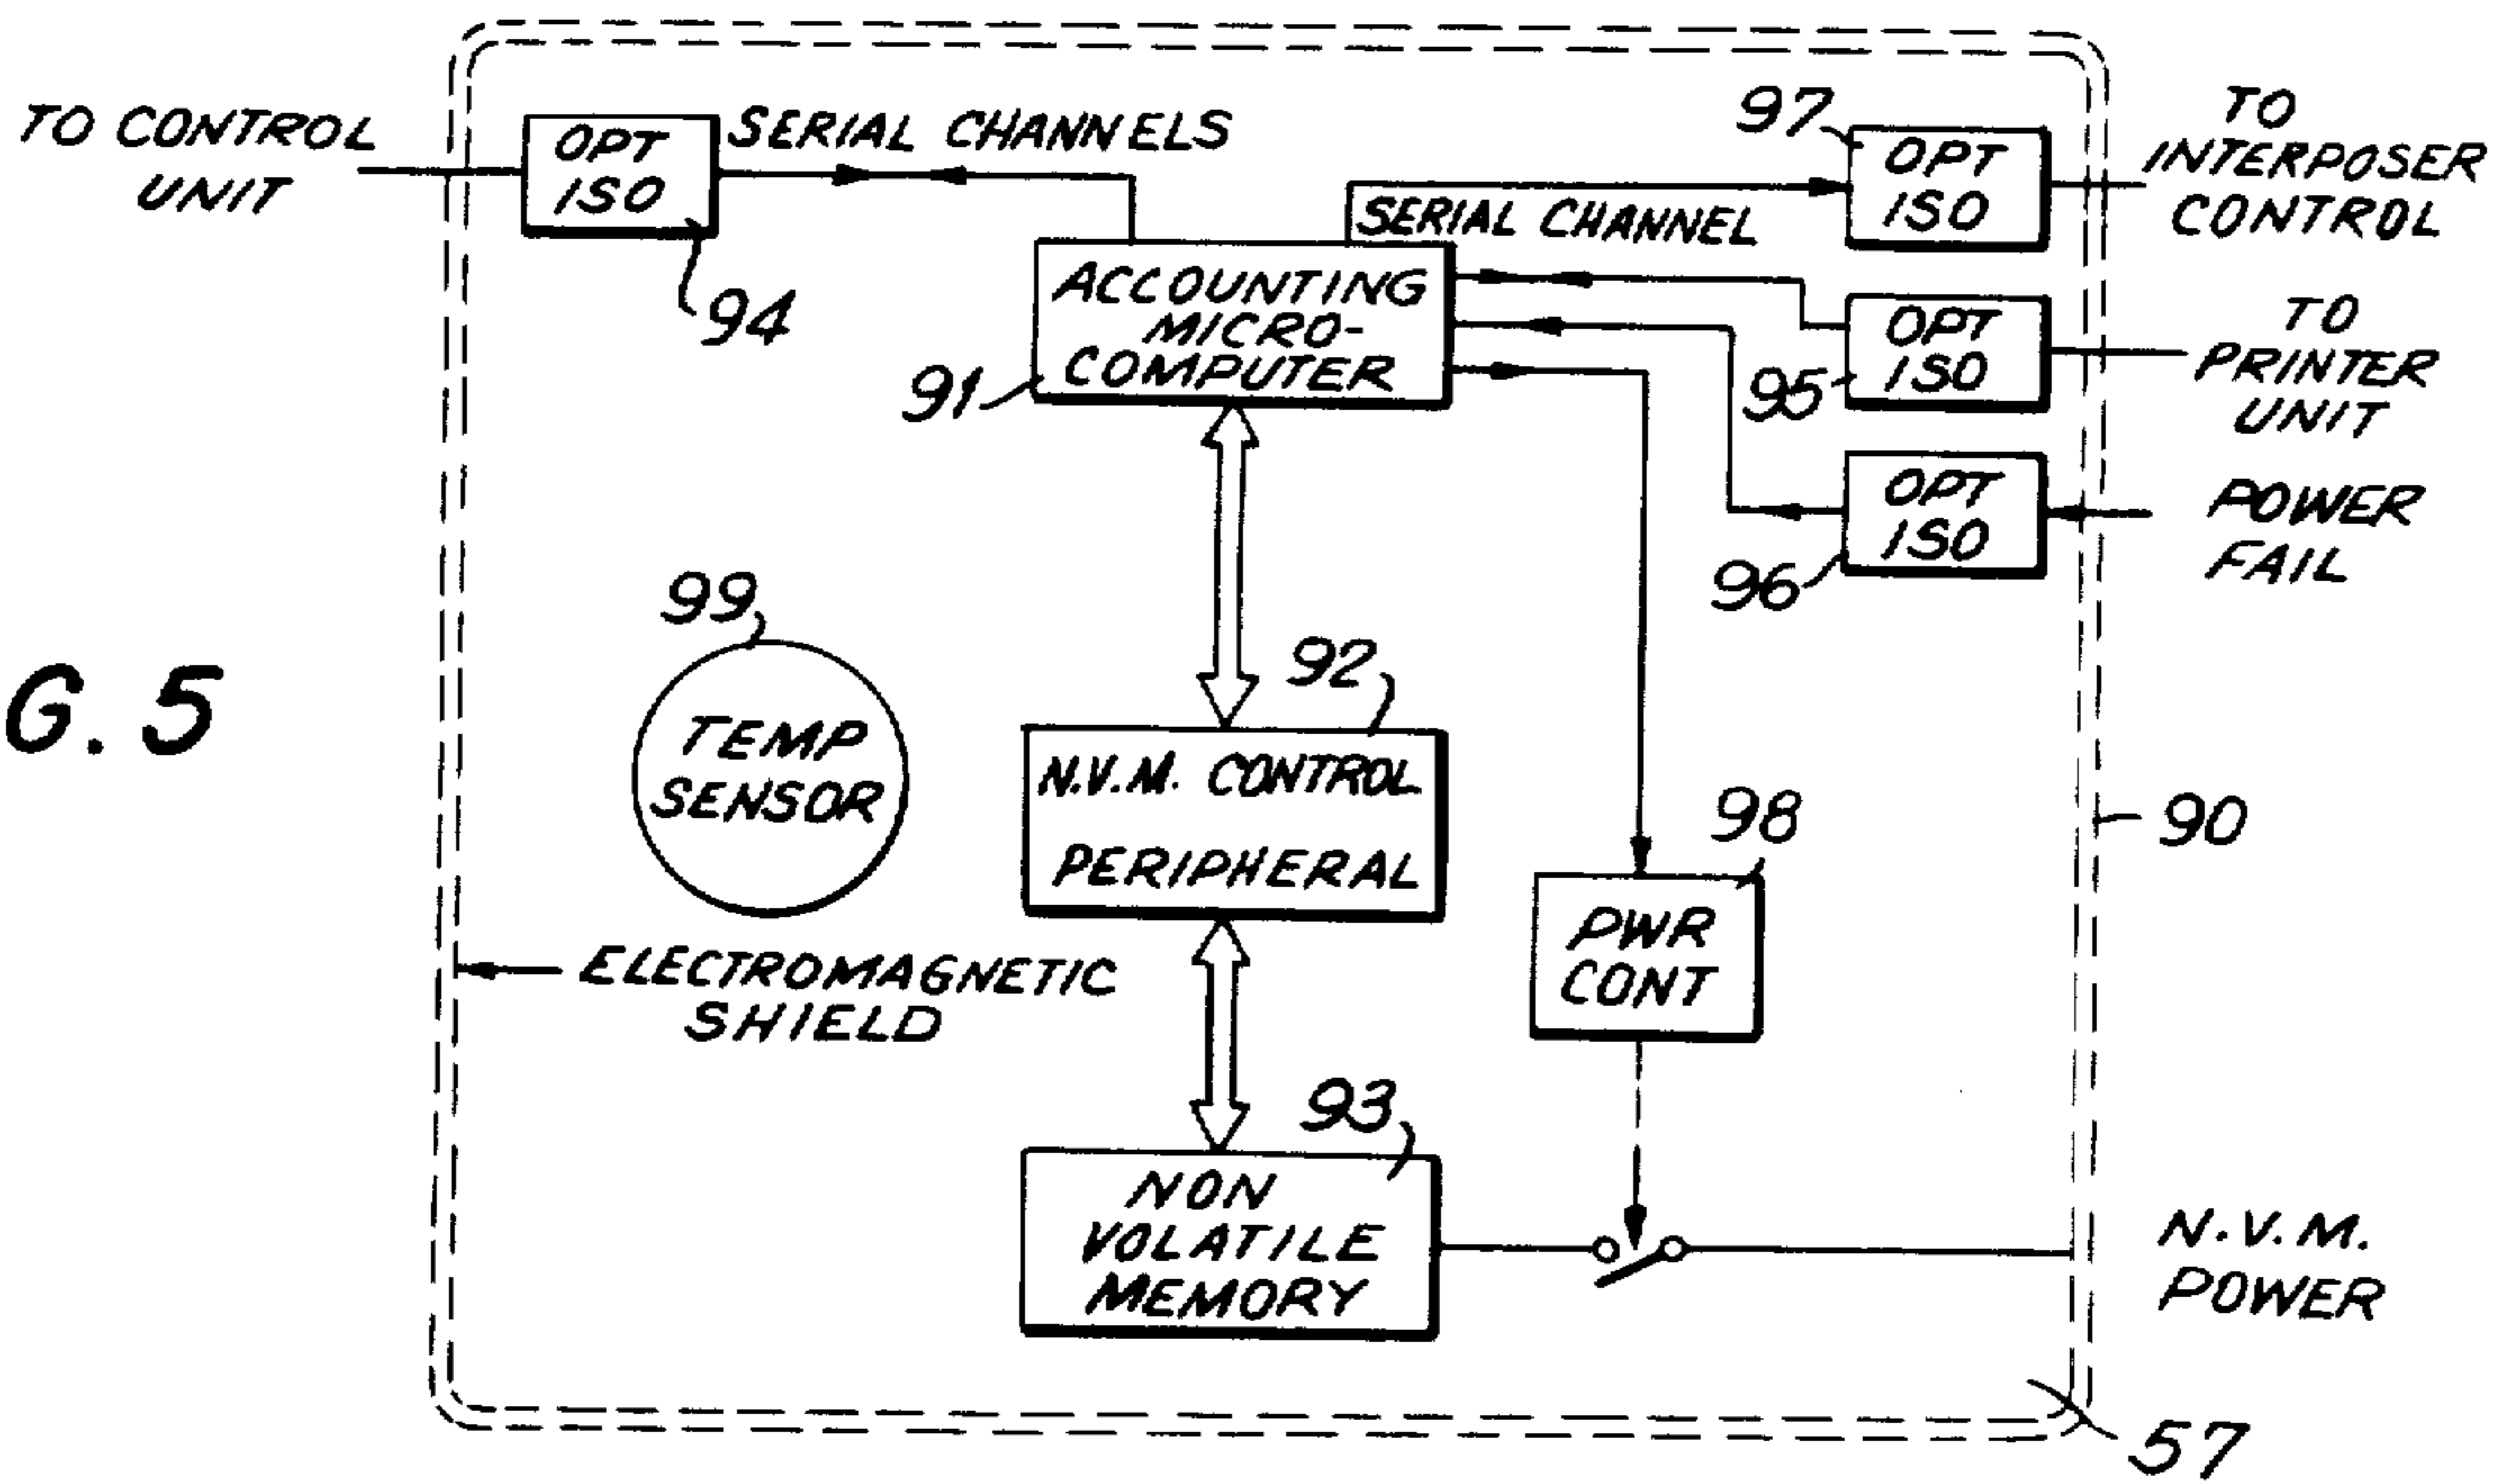 TO CONTROL
UNIT
OPT
ISO
94
SERIAL CHANNELS
97
OPT
ISO
TO
INTERPOSER
CONTROL
SERIAL CHANNEL
ACCOUNTING
MICRO-
COMPUTER
91
OPT
ISO
95
TO
PRINTER
UNIT
OPT
ISO
96
POWER
FAIL
99
TEMP
SENSOR
92
N.V.M. CONTROL
PERIPHERAL
G. 5
98
PWR
CONT
90
ELECTROMAGNETIC
SHIELD
93
NON
VOLATILE
MEMORY
N.V.M.
POWER
57